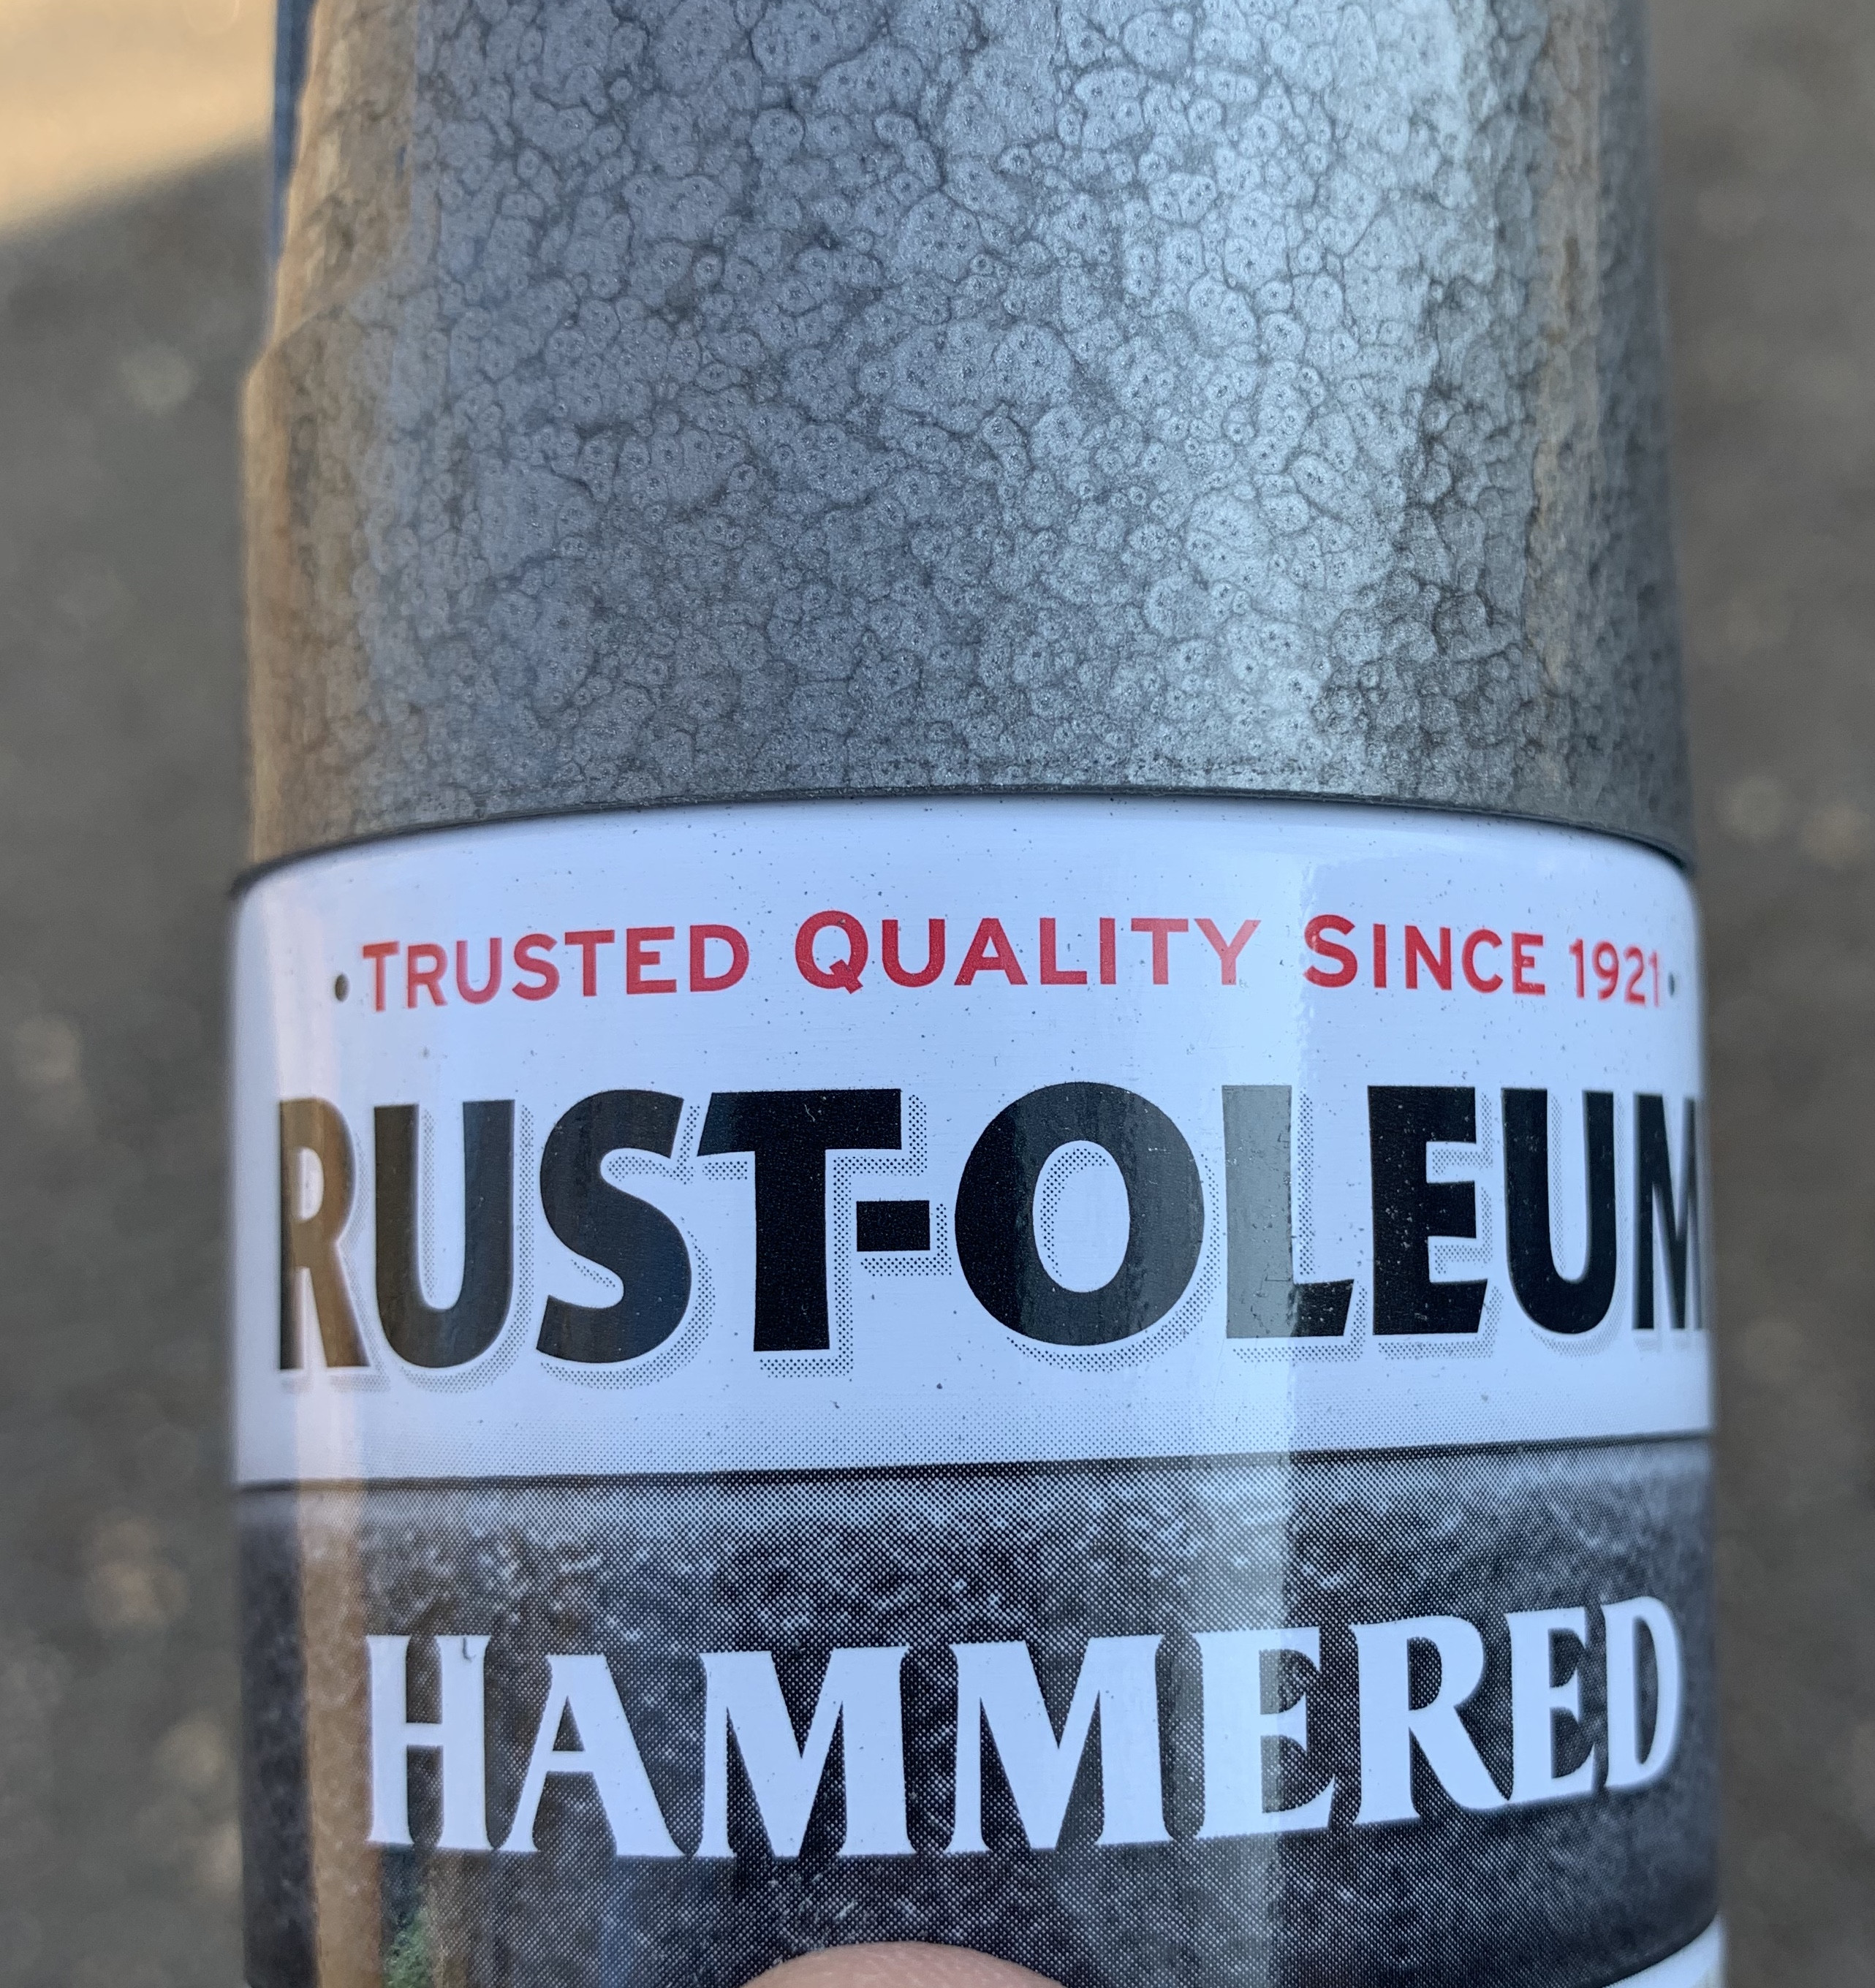 • TRUSTED QUALITY SINCE 1921 •
RUST-OLEUM
HAMMERED